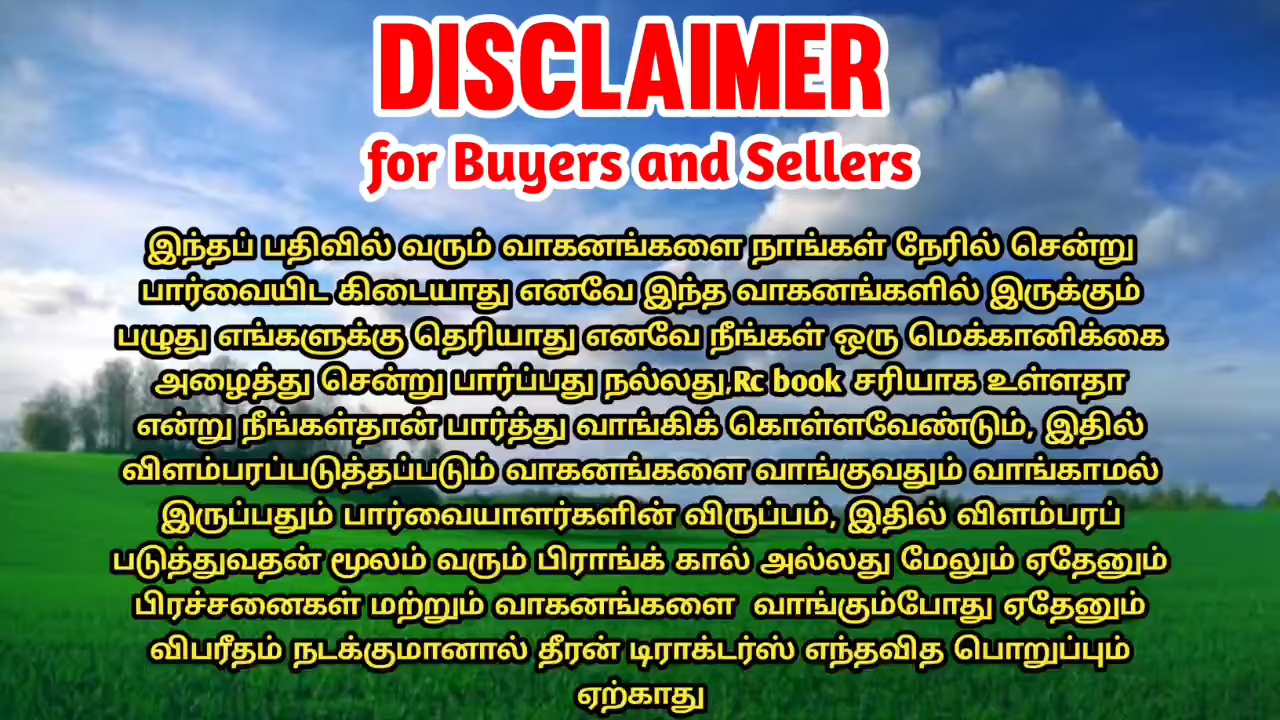 DISCLAIMER
for Buyers and Sellers
இந்தப் பதிவில் வரும் வாகனங்களை நாங்கள் நேரில் சென்று
பார்வையிட கிடையாது எனவே இந்த வாகனங்களில் இருக்கும்
பழுது எங்களுக்கு தெரியாது எனவே நீங்கள் ஒரு மெக்கானிக்கை
அழைத்து சென்று பார்ப்பது நல்லது,Rc book சரியாக உள்ளதா
என்று நீங்கள்தான் பார்த்து வாங்கிக் கொள்ளவேண்டும், இதில்
விளம்பரப்படுத்தப்படும் வாகனங்களை வாங்குவதும் வாங்காமல்
இருப்பதும் பார்வையாளர்களின் விருப்பம், இதில் விளம்பரப்
படுத்துவதன் மூலம் வரும் பிராங்க் கால் அல்லது மேலும் ஏதேனும்
பிரச்சனைகள் மற்றும் வாகனங்களை  வாங்கும்போது ஏதேனும்
விபரீதம் நடக்குமானால் தீரன் டிராக்டர்ஸ் எந்தவித பொறுப்பும்
ஏற்காது